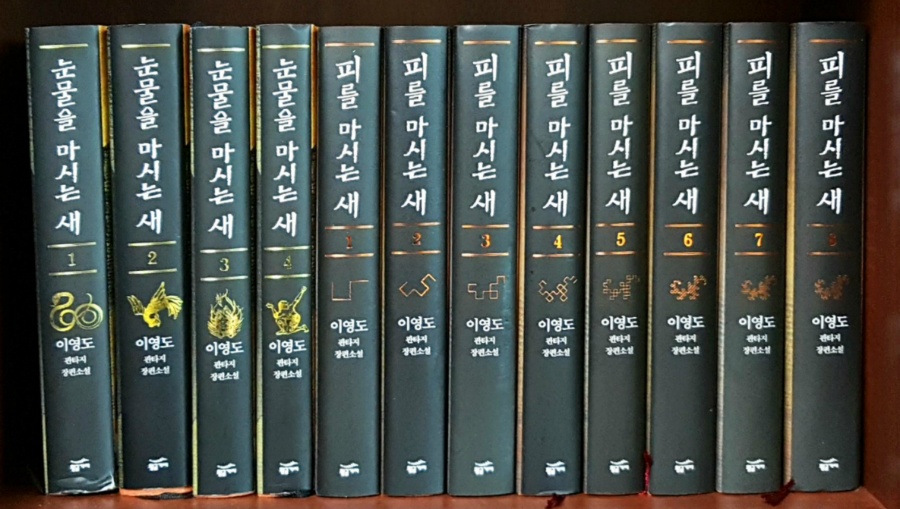 눈물을 마시는 새
1
이영도
판타지
장편소설
눈물을 마시는 새
2
이영도
판타지
장편소설
눈물을 마시는 새
3
이영도
판타지
장편소설
눈물을 마시는 새
4
이영도
판타지
장편소설
피를 마시는 새
1
이영도
판타지
장편소설
피를 마시는 새
2
이영도
판타지
장편소설
피를 마시는 새
3
이영도
판타지
장편소설
피를 마시는 새
4
이영도
판타지
장편소설
피를 마시는 새
5
이영도
판타지
장편소설
피를 마시는 새
6
이영도
판타지
장편소설
피를 마시는 새
7
이영도
판타지
장편소설
피를 마시는 새
8
이영도
판타지
장편소설